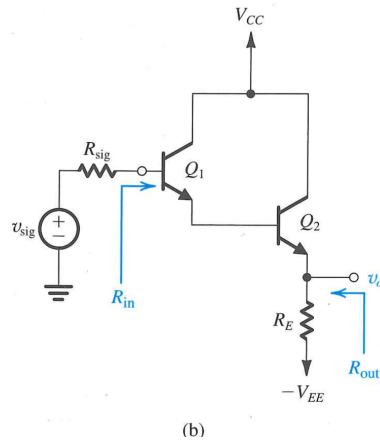 V_CC
R_sig
Q_1
Q_2
v_sig
+
−
R_in
R_E
v_o
R_out
−V_EE
(b)